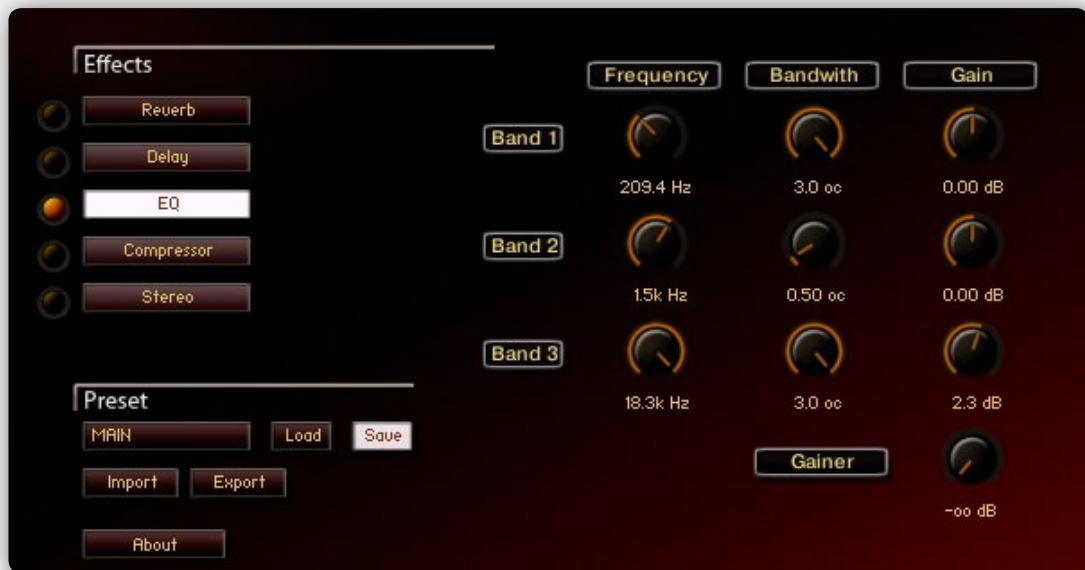 Effects
Reverb
Delay
EQ
Compressor
Stereo
Preset
MAIN Load Save
Import Export
About
Frequency Bandwith Gain
Band 1
209.4 Hz 3.0 oc 0.00 dB
Band 2
1.5k Hz 0.50 oc 0.00 dB
Band 3
18.3k Hz 3.0 oc 2.3 dB
Gainer
-oo dB